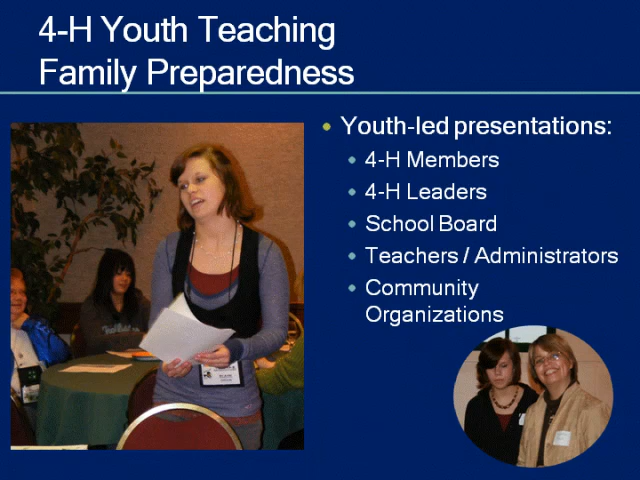 4-H Youth Teaching
Family Preparedness
Youth-led presentations:
4-H Members
4-H Leaders
School Board
Teachers / Administrators
Community
Organizations